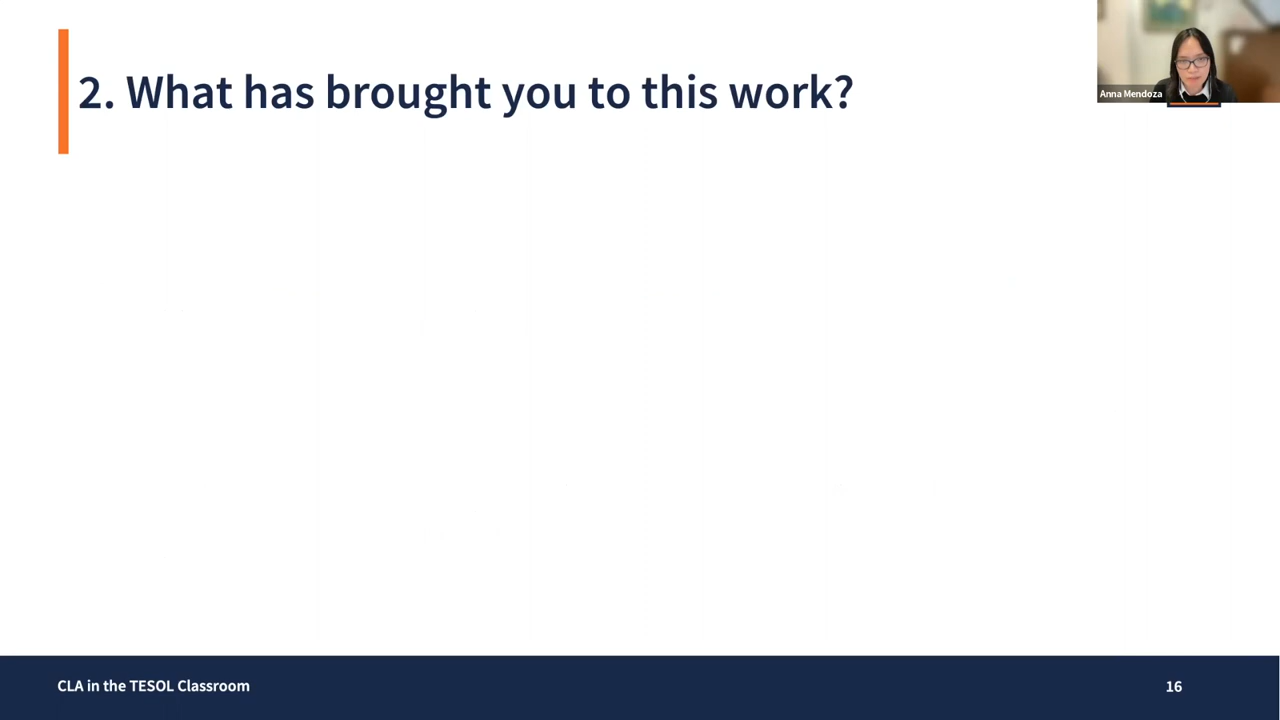 2. What has brought you to this work?
Anna Mendoza
CLA in the TESOL Classroom
16